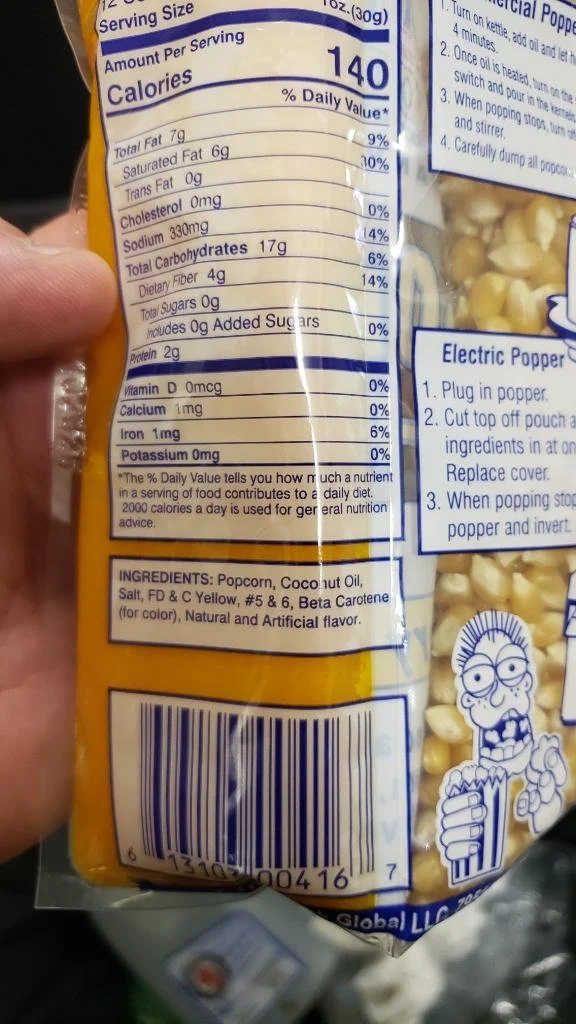 Serving Size 1oz.(30g)
Amount Per Serving
Calories 140
% Daily Value*
Total Fat 7g 9%
Saturated Fat 6g 30%
Trans Fat 0g
Cholesterol 0mg 0%
Sodium 330mg 14%
Total Carbohydrates 17g 6%
Dietary Fiber 4g 14%
Total Sugars 0g
Includes 0g Added Sugars 0%
Protein 2g
Vitamin D 0mcg 0%
Calcium 1mg 0%
Iron 1mg 6%
Potassium 0mg 0%
*The % Daily Value tells you how much a nutrient
in a serving of food contributes to a daily diet.
2000 calories a day is used for general nutrition
advice.
INGREDIENTS: Popcorn, Coconut Oil,
Salt, FD & C Yellow, #5 & 6, Beta Carotene
(for color), Natural and Artificial flavor.
6 7
Global LLC
1. Turn on kettle, add oil and let
4 minutes.
2. Once oil is heated, turn on the
switch and pour in the kernels
3. When popping stops, turn off
and stirrer.
4. Carefully dump all popcorn
Electric Popper
1. Plug in popper.
2. Cut top off pouch
ingredients in at
Replace cover.
3. When popping
popper and invert.